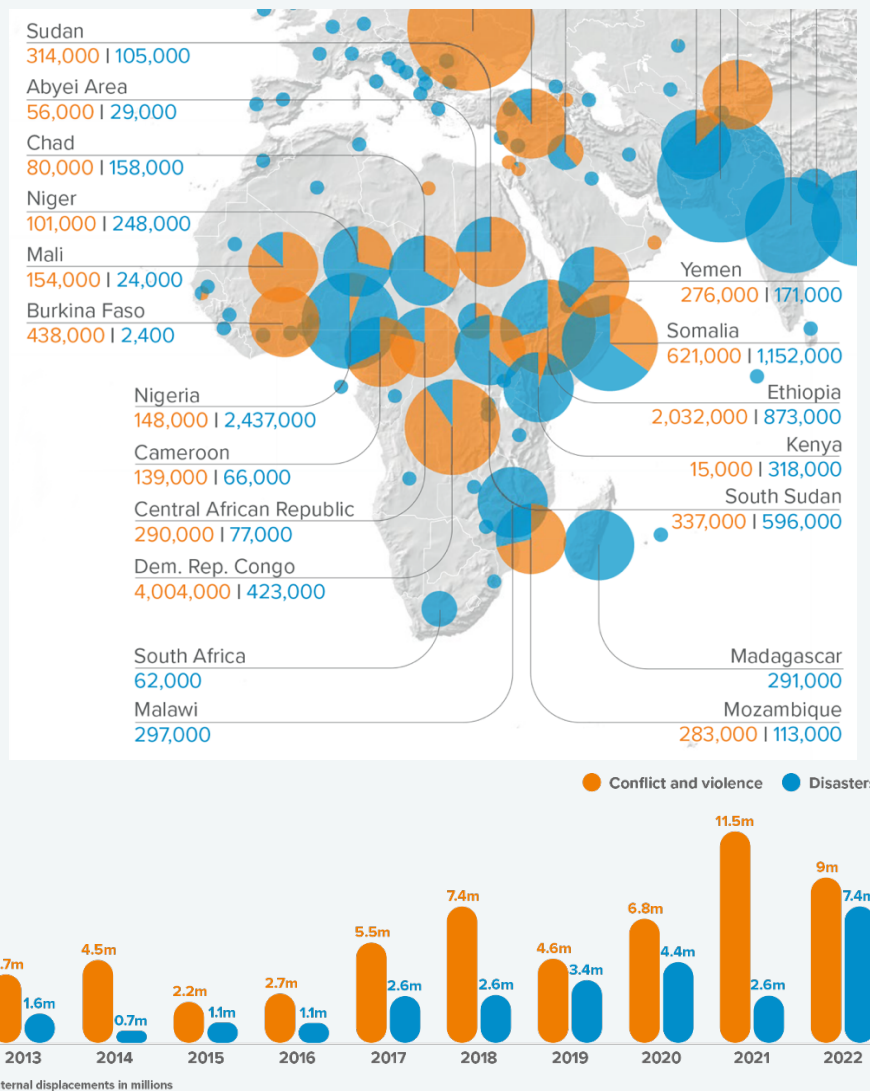 Sudan
314,000 | 105,000
Abyei Area
56,000 | 29,000
Chad
80,000 | 158,000
Niger
101,000 | 248,000
Mali
154,000 | 24,000
Burkina Faso
438,000 | 2,400
Nigeria
148,000 | 2,437,000
Cameroon
139,000 | 66,000
Central African Republic
290,000 | 77,000
Dem. Rep. Congo
4,004,000 | 423,000
South Africa
62,000
Malawi
297,000
Yemen
276,000 | 171,000
Somalia
621,000 | 1,152,000
Ethiopia
2,032,000 | 873,000
Kenya
15,000 | 318,000
South Sudan
337,000 | 596,000
Madagascar
291,000
Mozambique
283,000 | 113,000
Conflict and violence Disasters
.7m 1.6m
4.5m 0.7m
2.2m 1.1m
2.7m 1.1m
5.5m 2.6m
7.4m 2.6m
4.6m 3.4m
6.8m 4.4m
11.5m 2.6m
9m 7.4m
2013 2014 2015 2016 2017 2018 2019 2020 2021 2022
ternal displacements in millions